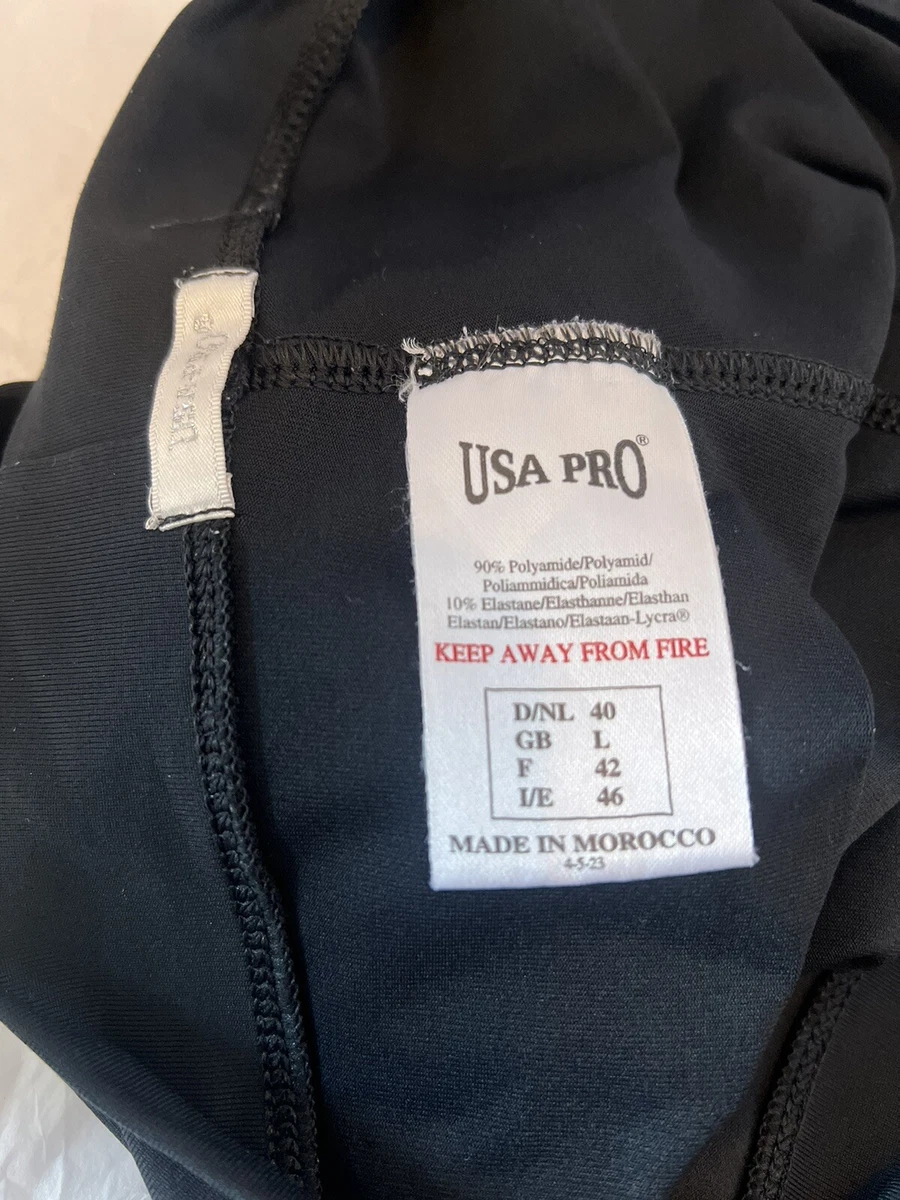 USA PRO®
90% Polyamide/Polyamid/
Poliammidica/Poliamida
10% Elastane/Elasthanne/Elasthan
Elastan/Elastano/Elastaan-Lycra®
KEEP AWAY FROM FIRE
D/NL 40
GB L
F 42
I/E 46
MADE IN MOROCCO
4-5-23